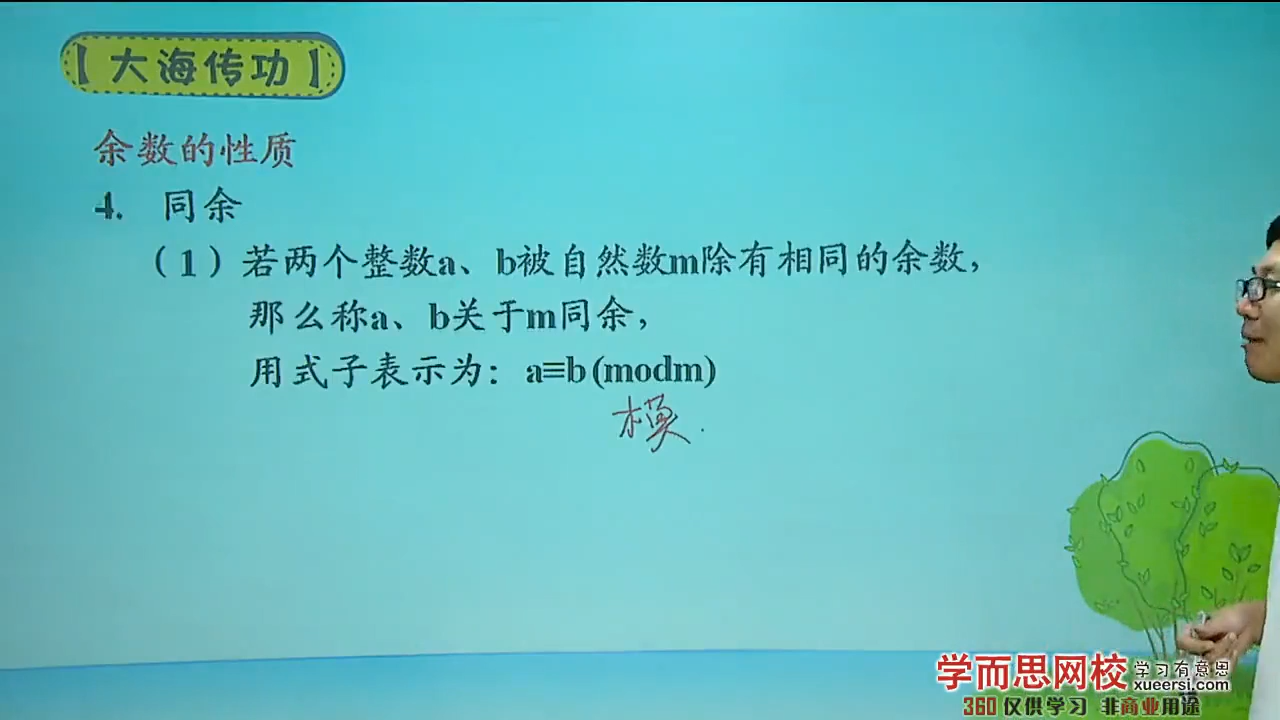 【大海传功】
余数的性质
4. 同余
（1）若两个整数a、b被自然数m除有相同的余数，
那么称a、b关于m同余，
用式子表示为：a≡b(modm)
模
学而思网校 学习有意思
xueersi.com
360 仅供学习 非商业用途